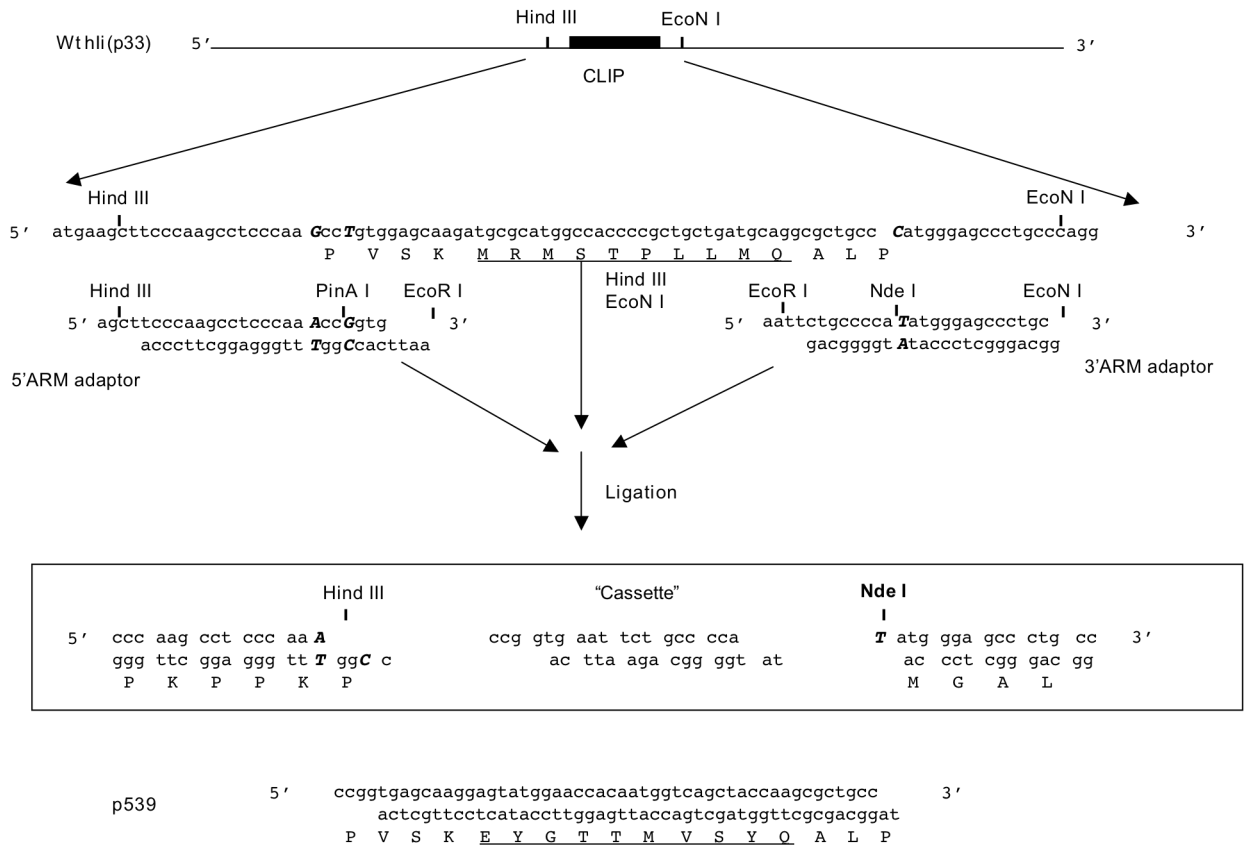 Hind III EcoN I
Wt hIi(p33) 5’ 3’
CLIP
Hind III EcoN I
5’ atgaagcttcccaagcctcccaa GccTgtggagcaagatgcgcatggccaccccgctgctgatgcaggcgctgcc Catgggagccctgcccagg 3’
P V S K M R M S T P L L M Q A L P
Hind III
EcoN I
Hind III PinA I EcoR I EcoR I Nde I EcoN I
5’ agcttcccaagcctcccaa AccGgtg 3’ 5’ aattctgcccca Tatgggagccctgc 3’
acccttcggagggtt TggCcacttaa gacggggt Ataccctcgggacgg
5’ARM adaptor 3’ARM adaptor
Ligation
Hind III “Cassette” Nde I
5’ ccc aag cct ccc aa A ccg gtg aat tct gcc cca T atg gga gcc ctg cc 3’
ggg ttc gga ggg tt T ggC c ac tta aga cgg ggt at ac cct cgg gac gg
P K P P K P M G A L
p539 5’ ccggtgagcaaggagtatggaaccacaatggtcagctaccaagcgctgcc 3’
actcgttcctcataccttggagttaccagtcgatggttcgcgacggat
P V S K E Y G T T M V S Y Q A L P